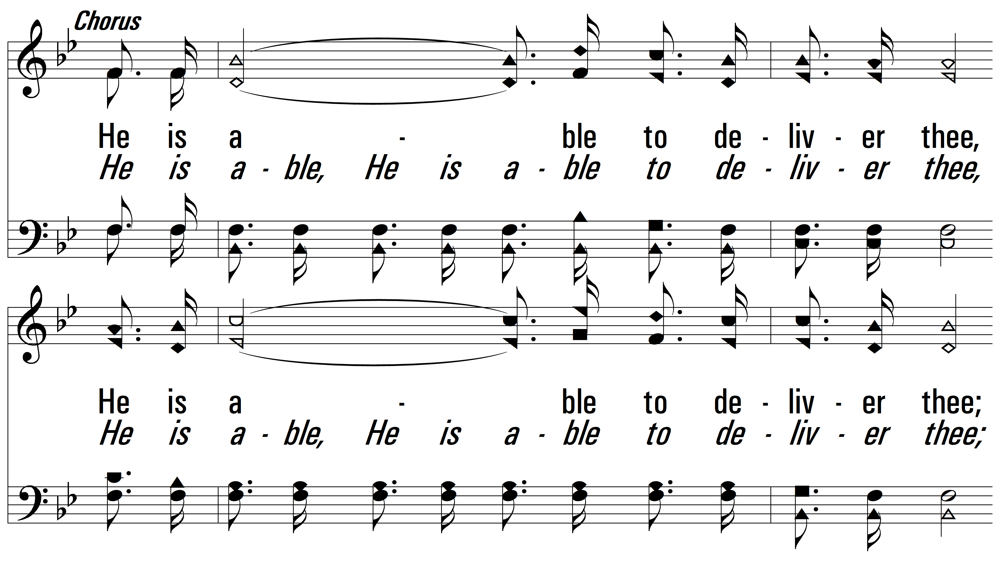 Chorus
He is a - ble to de - liv - er thee,
He is a - ble, He is a - ble to de - liv - er thee,
He is a - ble to de - liv - er thee;
He is a - ble, He is a - ble to de - liv - er thee;